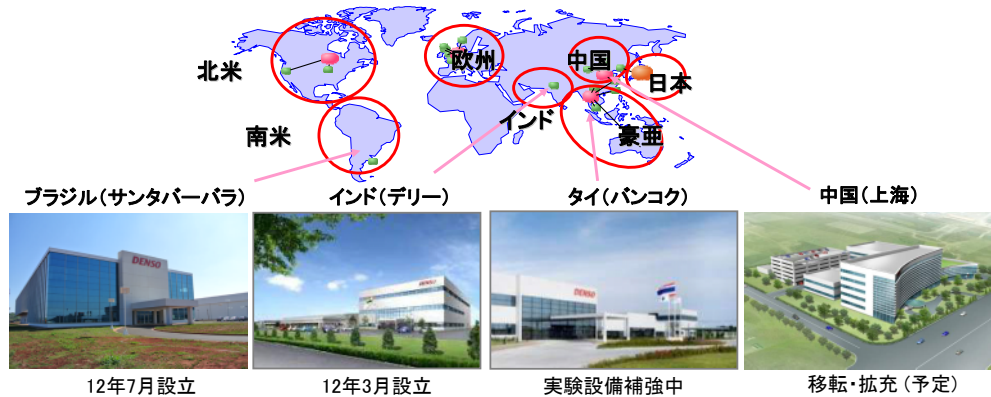 北米
欧州
中国
日本
インド
豪亜
南米
ブラジル(サンタバーバラ)
インド(デリー)
タイ(バンコク)
中国(上海)
DENSO
DENSO
DENSO
12年7月設立
12年3月設立
実験設備補強中
移転・拡充(予定)